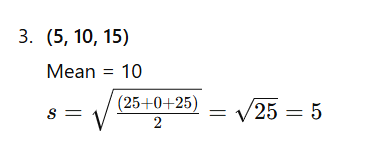 3. (5, 10, 15)
Mean = 10
s = √((25+0+25)/2) = √25 = 5